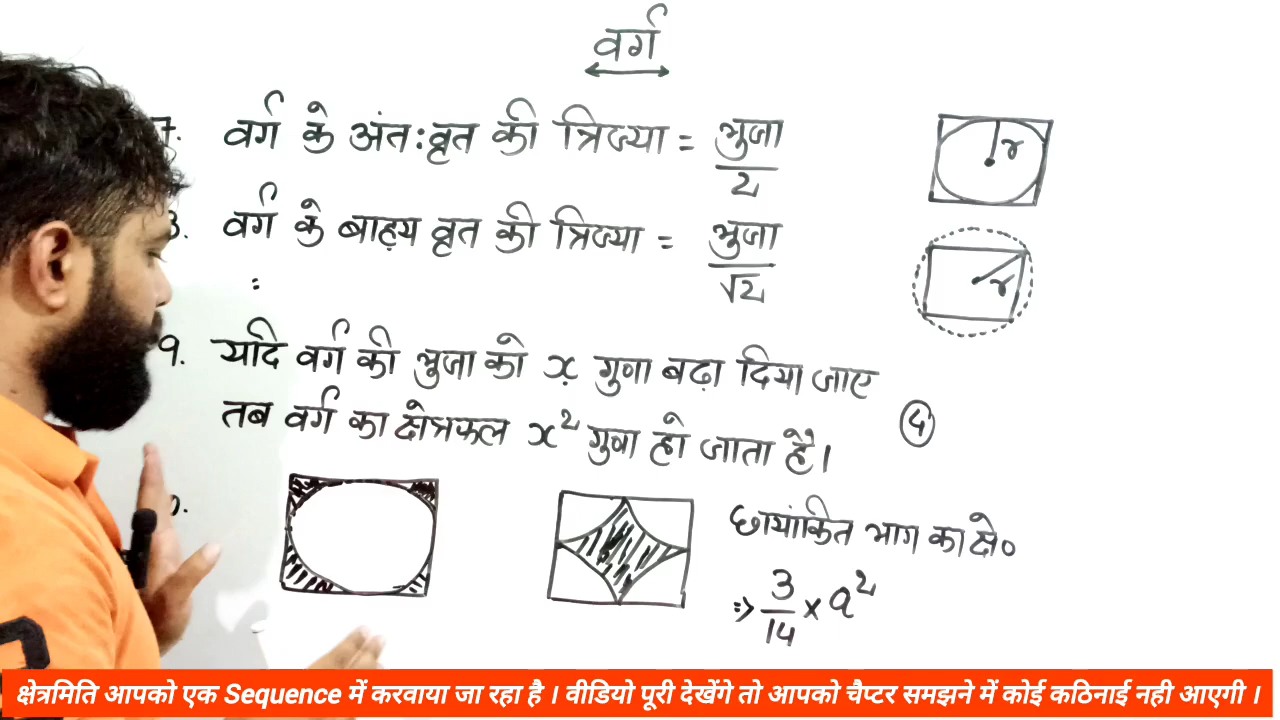 वर्ग
7. वर्ग के अंत:वृत की त्रिज्या = भुजा / 2
r
8. वर्ग के बाह्य वृत की त्रिज्या = भुजा / √2
r
:
9. यदि वर्ग की भुजा को x गुणा बढ़ा दिया जाए
तब वर्ग का क्षेत्रफल x² गुणा हो जाता है।
4
छायांकित भाग का क्षे०
⇒ 3/14 × a²
क्षेत्रमिति आपको एक Sequence में करवाया जा रहा है । वीडियो पूरी देखेंगे तो आपको चैप्टर समझने में कोई कठिनाई नही आएगी ।